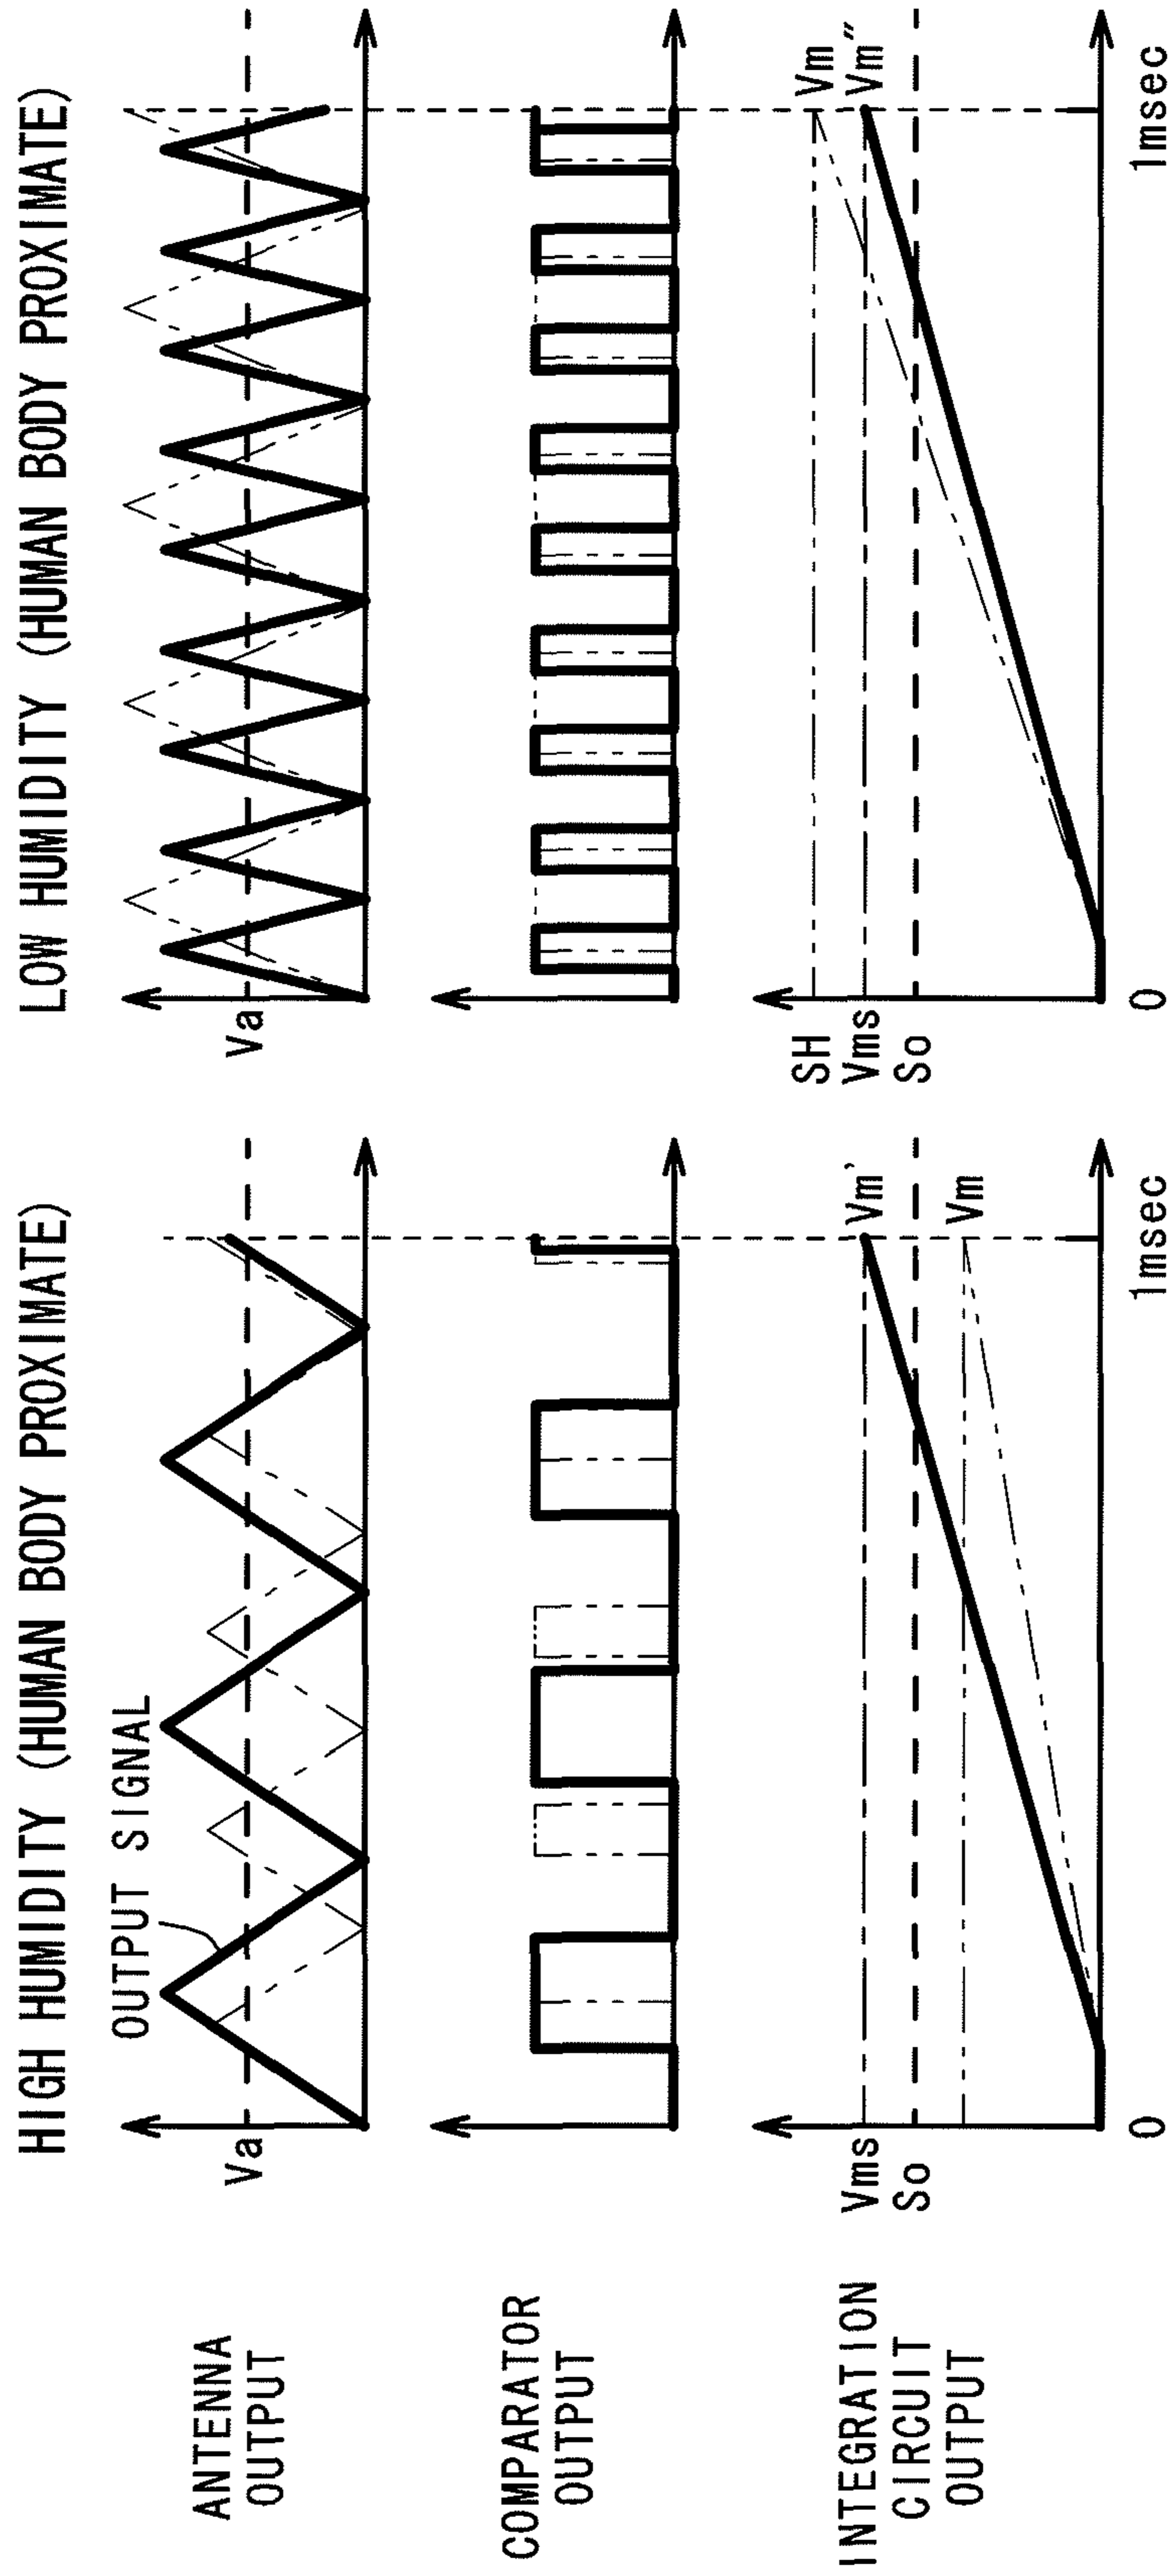 HIGH HUMIDITY (HUMAN BODY PROXIMATE)
LOW HUMIDITY (HUMAN BODY PROXIMATE)
ANTENNA
OUTPUT
OUTPUT SIGNAL
Va
Va
COMPARATOR
OUTPUT
INTEGRATION
CIRCUIT
OUTPUT
Vms
So
Vm'
Vm
0
1msec
SH
Vms
So
Vm
Vm"
0
1msec